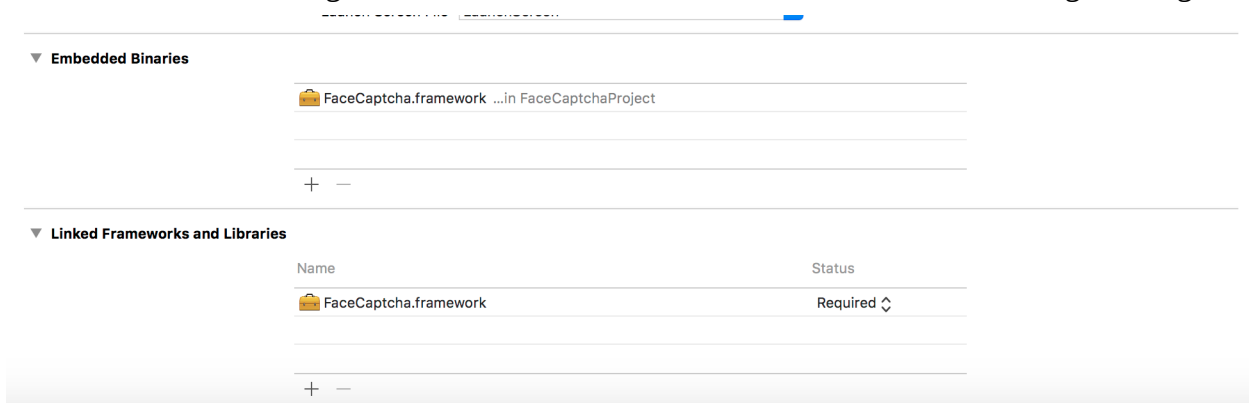 Embedded Binaries
FaceCaptcha.framework ...in FaceCaptchaProject
+ −
Linked Frameworks and Libraries
Name Status
FaceCaptcha.framework Required
+ −